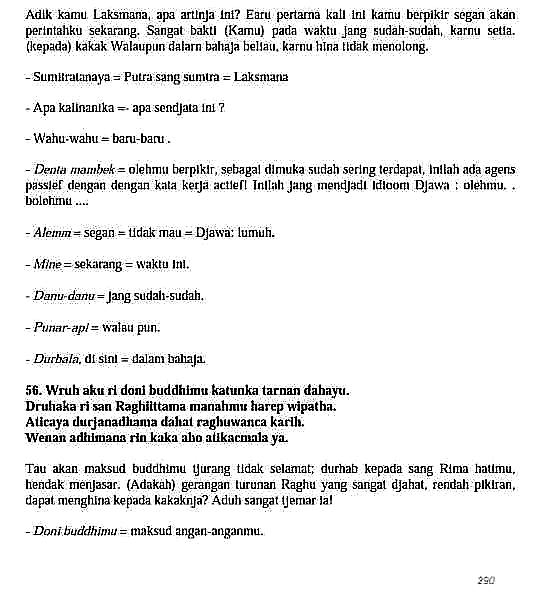 Adik kamu Laksmana, apa artinja ini? Earu pertama kali ini kamu berpikir segan akan
perintahku sekarang. Sangat bakti (Kamu) pada waktu jang sudah-sudah, karnu setia.
(kepada) kakak Walaupun dalarn bahaja beliau, karnu hina tidak menolong.
- Sumitratanaya = Putra sang sumtra = Laksmana
- Apa kalinanika =- apa sendjata ini ?
- Wahu-wahu = baru-baru .
- Denta mambek = olehmu berpikir, sebagai dimuka sudah sering terdapat, inilah ada agens
passief dengan dengan kata kerja actief! Inilah jang mendjadi idioom Djawa : olehmu. .
bolehmu ....
- Alemm = segan = tidak mau = Djawa: lumuh.
- Mine = sekarang = waktu ini.
- Danu-danu = jang sudah-sudah.
- Punar-api = walau pun.
- Durbala, di sini = dalam bahaja.
56. Wruh aku ri doni buddhimu katunka tarnan dahayu.
Druhaka ri san Raghiittama manahmu harep wipatha.
Aticaya durjanadhama dahat raghuwanca karih.
Wenan adhimana rin kaka aho atikacmala ya.
Tau akan maksud buddhimu tjurang tidak selamat; durhab kepada sang Rima hatimu,
hendak menjasar. (Adakah) gerangan turunan Raghu yang sangat djahat, rendah pikiran,
dapat menghina kepada kakaknja? Aduh sangat tjemar ia!
- Doni buddhimu = maksud angan-anganmu.
290